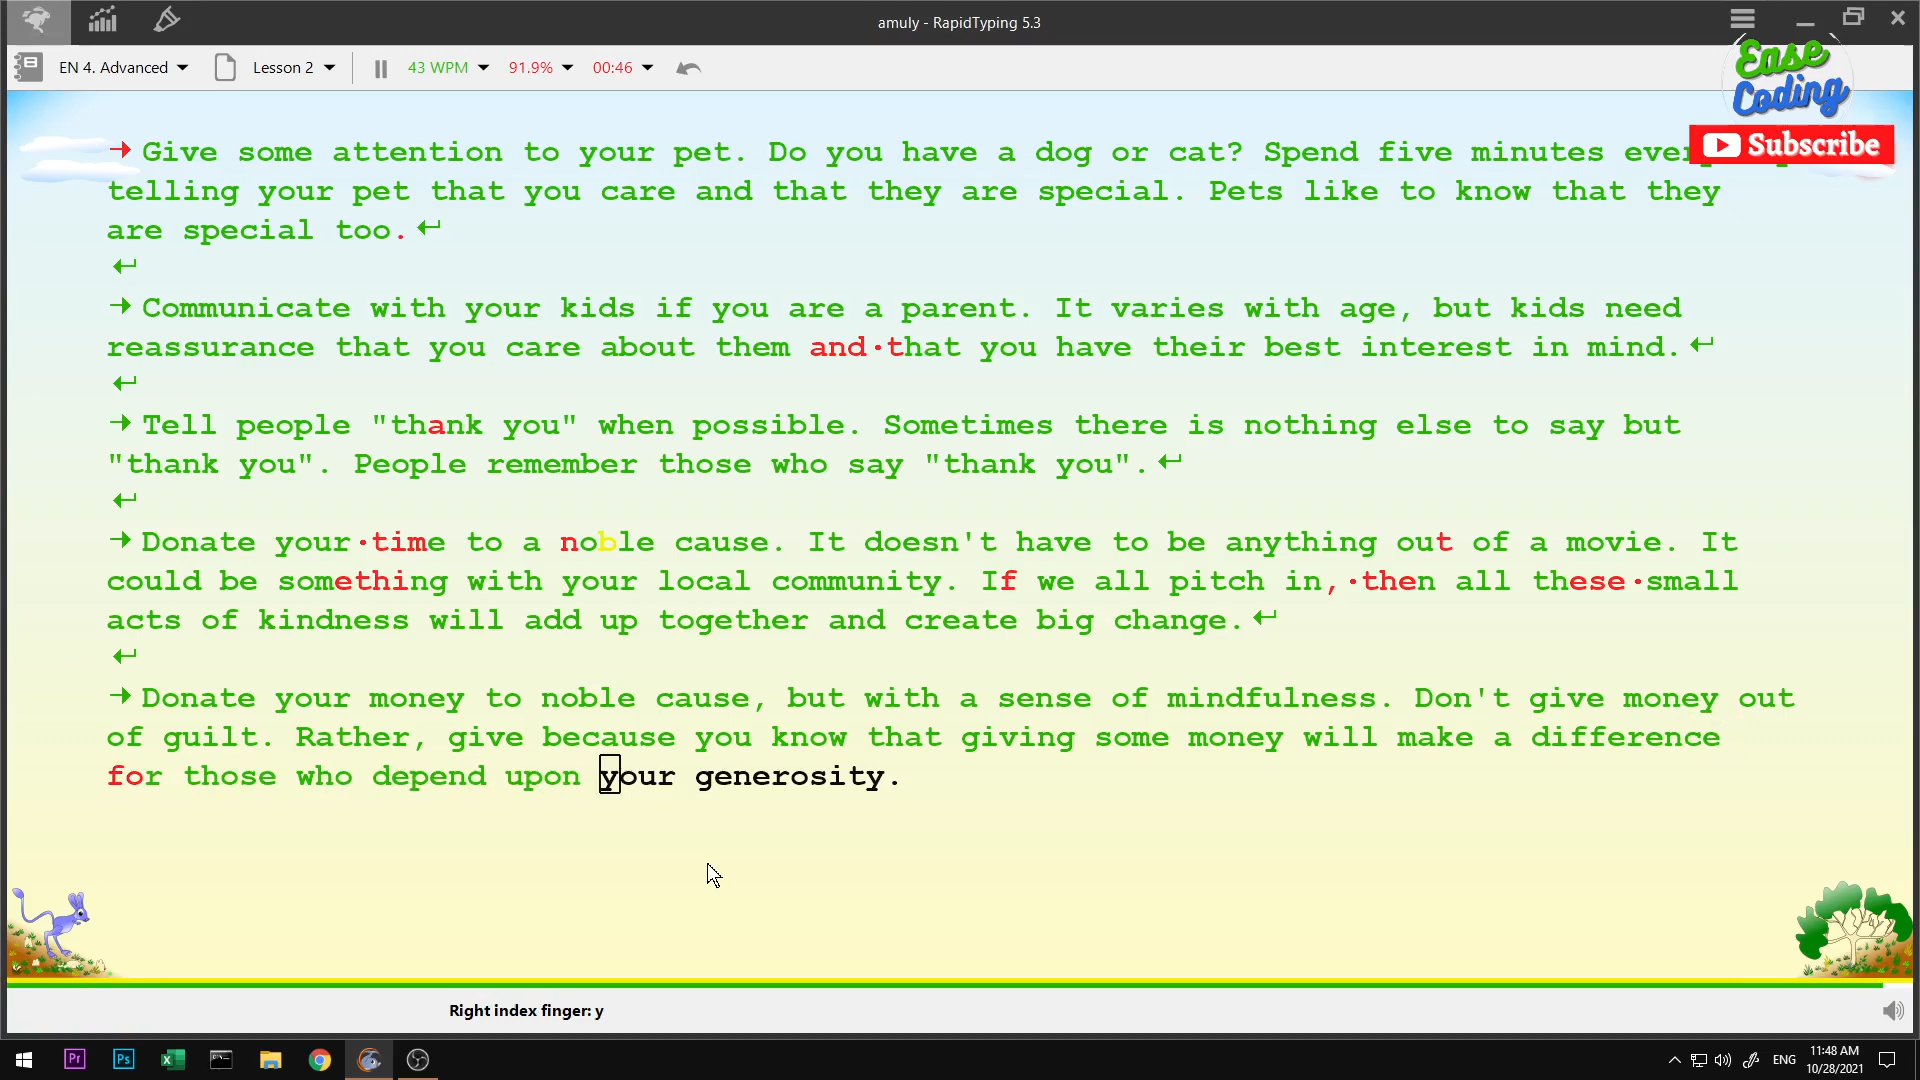 amuly - RapidTyping 5.3
EN 4. Advanced Lesson 2 43 WPM 91.9% 00:46
Ease
Coding
Subscribe
→ Give some attention to your pet. Do you have a dog or cat? Spend five minutes
telling your pet that you care and that they are special. Pets like to know that they
are special too.↵
↵
→ Communicate with your kids if you are a parent. It varies with age, but kids need
reassurance that you care about them and·that you have their best interest in mind.↵
↵
→ Tell people "thank you" when possible. Sometimes there is nothing else to say but
"thank you". People remember those who say "thank you".↵
↵
→ Donate your·time to a noble cause. It doesn't have to be anything out of a movie. It
could be something with your local community. If we all pitch in,·then all these·small
acts of kindness will add up together and create big change.↵
↵
→ Donate your money to noble cause, but with a sense of mindfulness. Don't give money out
of guilt. Rather, give because you know that giving some money will make a difference
for those who depend upon your generosity.
Right index finger: y
Pr Ps ENG 11:48 AM
10/28/2021